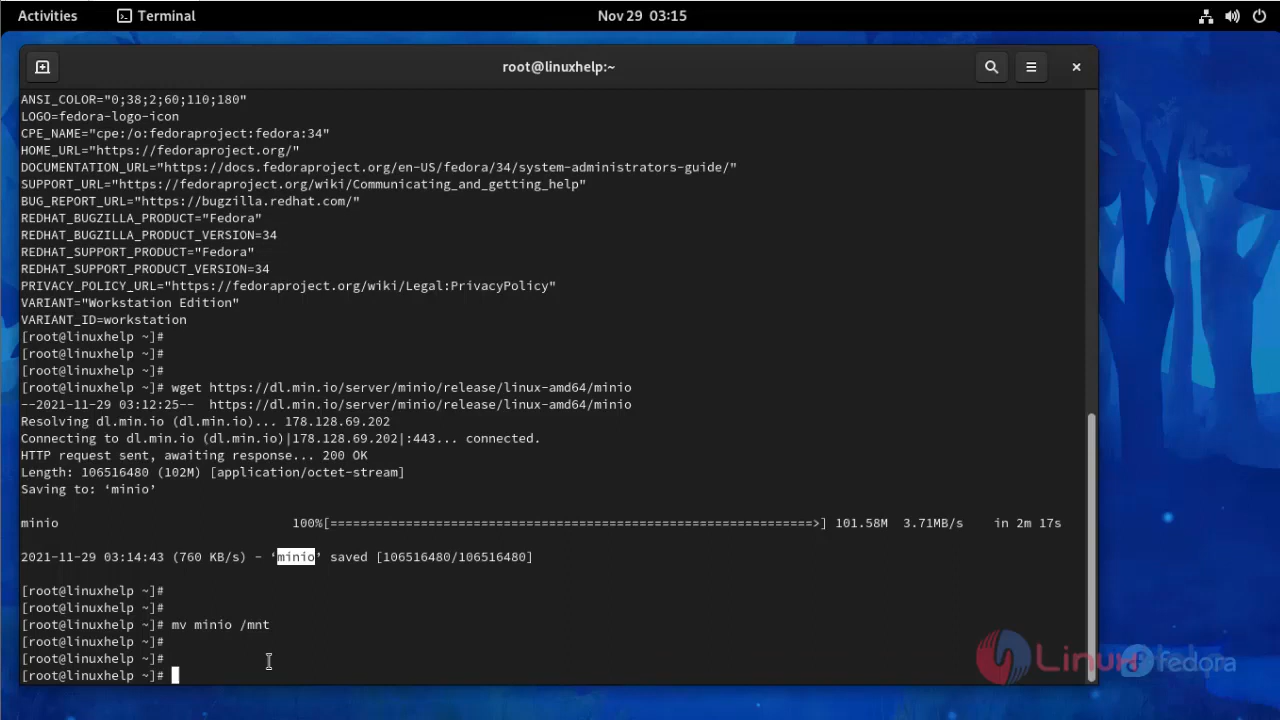 Activities Terminal Nov 29 03:15
root@linuxhelp:~
ANSI_COLOR="0;38;2;60;110;180"
LOGO=fedora-logo-icon
CPE_NAME="cpe:/o:fedoraproject:fedora:34"
HOME_URL="https://fedoraproject.org/"
DOCUMENTATION_URL="https://docs.fedoraproject.org/en-US/fedora/34/system-administrators-guide/"
SUPPORT_URL="https://fedoraproject.org/wiki/Communicating_and_getting_help"
BUG_REPORT_URL="https://bugzilla.redhat.com/"
REDHAT_BUGZILLA_PRODUCT="Fedora"
REDHAT_BUGZILLA_PRODUCT_VERSION=34
REDHAT_SUPPORT_PRODUCT="Fedora"
REDHAT_SUPPORT_PRODUCT_VERSION=34
PRIVACY_POLICY_URL="https://fedoraproject.org/wiki/Legal:PrivacyPolicy"
VARIANT="Workstation Edition"
VARIANT_ID=workstation
[root@linuxhelp ~]#
[root@linuxhelp ~]#
[root@linuxhelp ~]#
[root@linuxhelp ~]# wget https://dl.min.io/server/minio/release/linux-amd64/minio
--2021-11-29 03:12:25-- https://dl.min.io/server/minio/release/linux-amd64/minio
Resolving dl.min.io (dl.min.io)... 178.128.69.202
Connecting to dl.min.io (dl.min.io)|178.128.69.202|:443... connected.
HTTP request sent, awaiting response... 200 OK
Length: 106516480 (102M) [application/octet-stream]
Saving to: ‘minio’
minio 100%[================================================================>] 101.58M 3.71MB/s in 2m 17s
2021-11-29 03:14:43 (760 KB/s) - ‘minio’ saved [106516480/106516480]
[root@linuxhelp ~]#
[root@linuxhelp ~]#
[root@linuxhelp ~]# mv minio /mnt
[root@linuxhelp ~]#
[root@linuxhelp ~]#
[root@linuxhelp ~]#
fedora